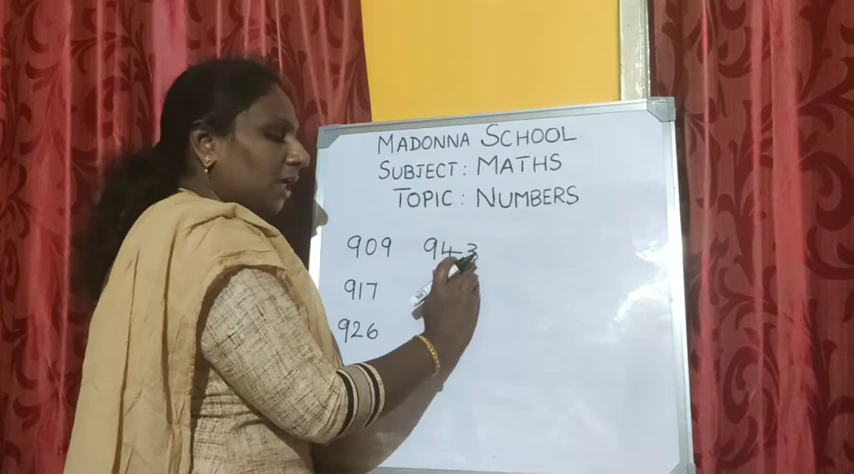 MADONNA SCHOOL
SUBJECT : MATHS
TOPIC : NUMBERS
909 943
917
926